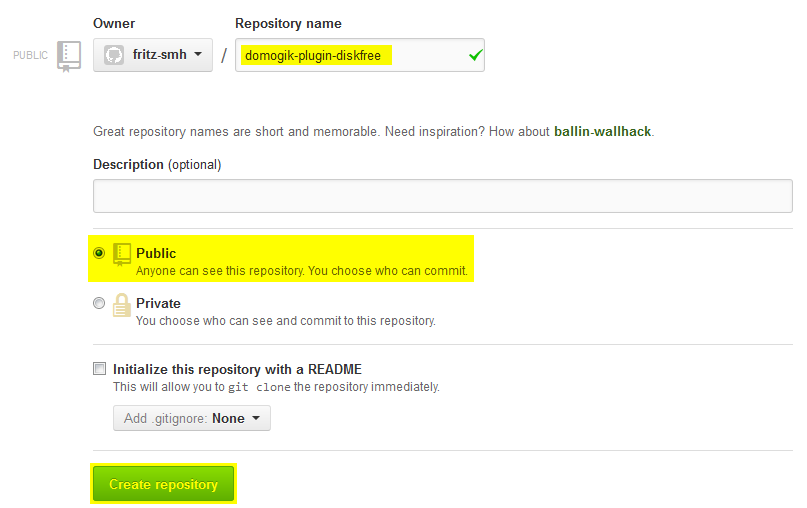 Owner Repository name
PUBLIC fritz-smh / domogik-plugin-diskfree
Great repository names are short and memorable. Need inspiration? How about ballin-wallhack.
Description (optional)
Public
Anyone can see this repository. You choose who can commit.
Private
You choose who can see and commit to this repository.
Initialize this repository with a README
This will allow you to git clone the repository immediately.
Add .gitignore: None
Create repository